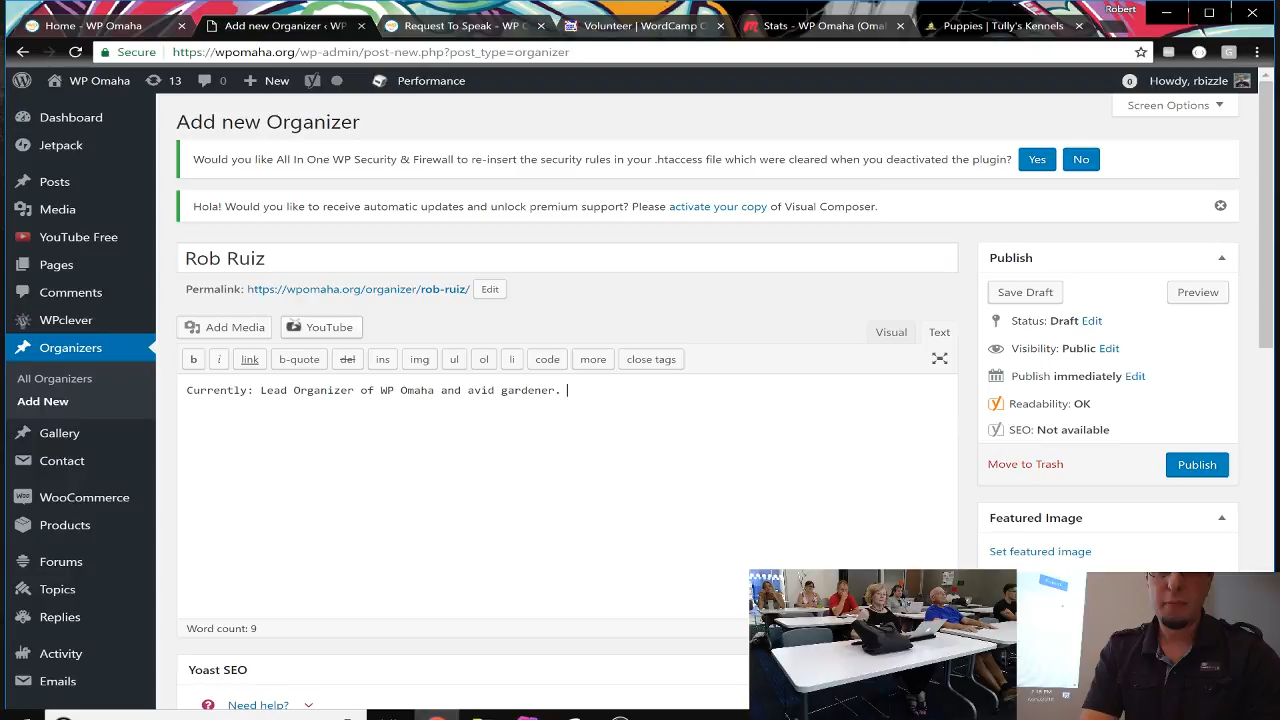 Robert
Home - WP Omaha
Add new Organizer ‹ WP
Request To Speak - WP C
Volunteer | WordCamp C
Stats - WP Omaha (Omal
Puppies | Tully's Kennels
Secure https://wpomaha.org/wp-admin/post-new.php?post_type=organizer
WP Omaha 13 0 New Performance 0 Howdy, rbizzle
Dashboard
Jetpack
Posts
Media
YouTube Free
Pages
Comments
WPclever
Organizers
All Organizers
Add New
Gallery
Contact
WooCommerce
Products
Forums
Topics
Replies
Activity
Emails
Screen Options
Add new Organizer
Would you like All In One WP Security & Firewall to re-insert the security rules in your .htaccess file which were cleared when you deactivated the plugin? Yes No
Hola! Would you like to receive automatic updates and unlock premium support? Please activate your copy of Visual Composer.
Rob Ruiz
Permalink: https://wpomaha.org/organizer/rob-ruiz/ Edit
Add Media YouTube
Visual Text
b i link b-quote del ins img ul ol li code more close tags
Currently: Lead Organizer of WP Omaha and avid gardener.
Word count: 9
Yoast SEO
Need help?
Publish
Save Draft Preview
Status: Draft Edit
Visibility: Public Edit
Publish immediately Edit
Readability: OK
SEO: Not available
Move to Trash Publish
Featured Image
Set featured image